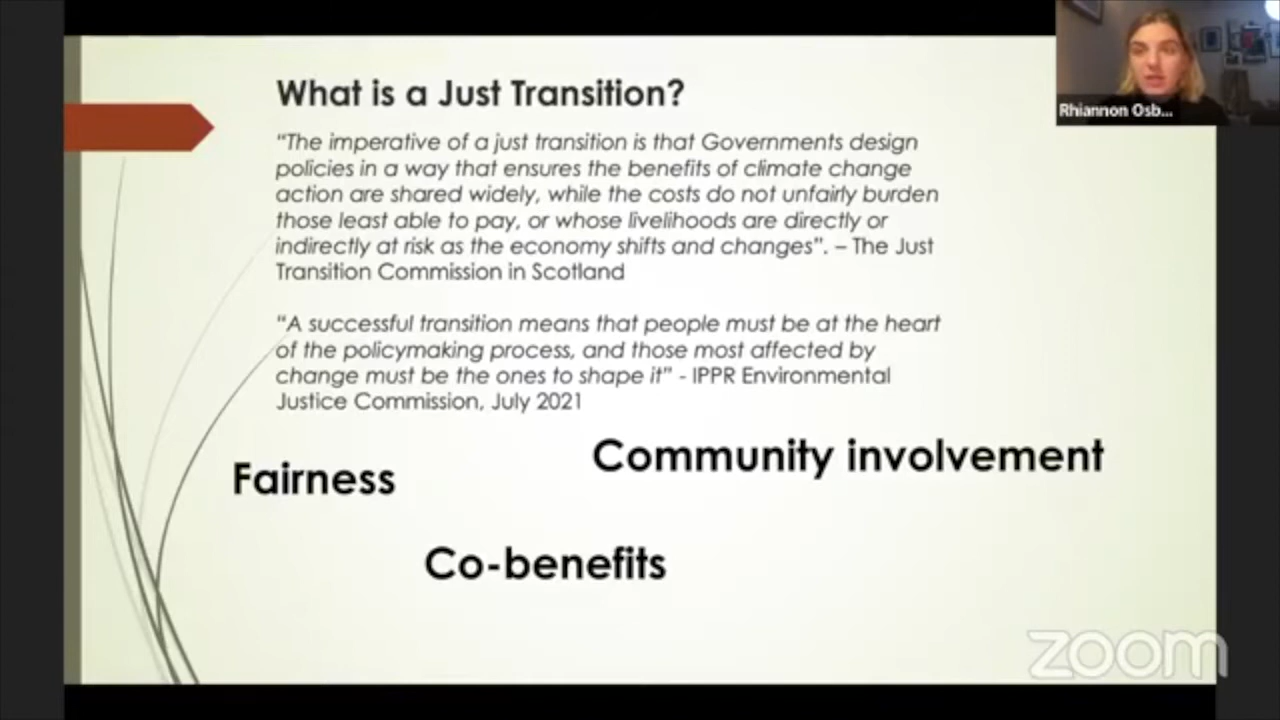 What is a Just Transition?
Rhiannon Osb...
“The imperative of a just transition is that Governments design
policies in a way that ensures the benefits of climate change
action are shared widely, while the costs do not unfairly burden
those least able to pay, or whose livelihoods are directly or
indirectly at risk as the economy shifts and changes”. – The Just
Transition Commission in Scotland
“A successful transition means that people must be at the heart
of the policymaking process, and those most affected by
change must be the ones to shape it” - IPPR Environmental
Justice Commission, July 2021
Community involvement
Fairness
Co-benefits
zoom